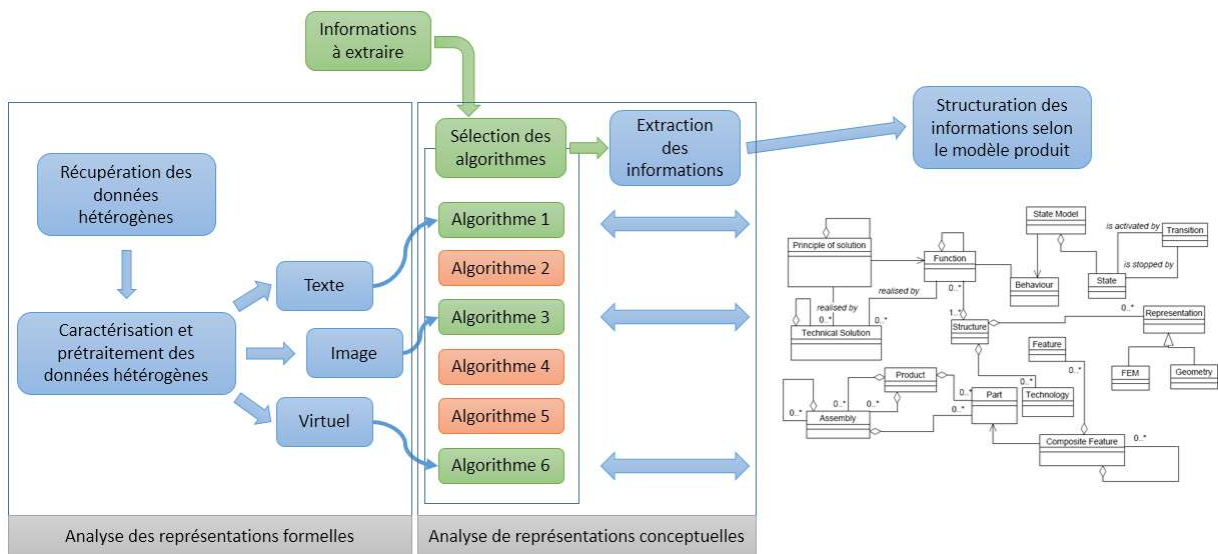 Informations
à extraire
Récupération des
données
hétérogènes
Caractérisation et
prétraitement des
données hétérogènes
Texte
Image
Virtuel
Analyse des représentations formelles
Sélection des
algorithmes
Algorithme 1
Algorithme 2
Algorithme 3
Algorithme 4
Algorithme 5
Algorithme 6
Extraction
des
informations
Analyse de représentations conceptuelles
Structuration des
informations selon
le modèle produit
State Model
is activated by
Transition
Principle of solution
Function
is stopped by
State
Behaviour
realised by
0..*
realised by
0..*
0..*
1..*
0..*
Representation
Technical Solution
Structure
Feature
0..*
FEM
Geometry
Product
0..*
0..*
0..*
Part
Technology
0..*
0..*
0..*
Assembly
Composite Feature
0..*